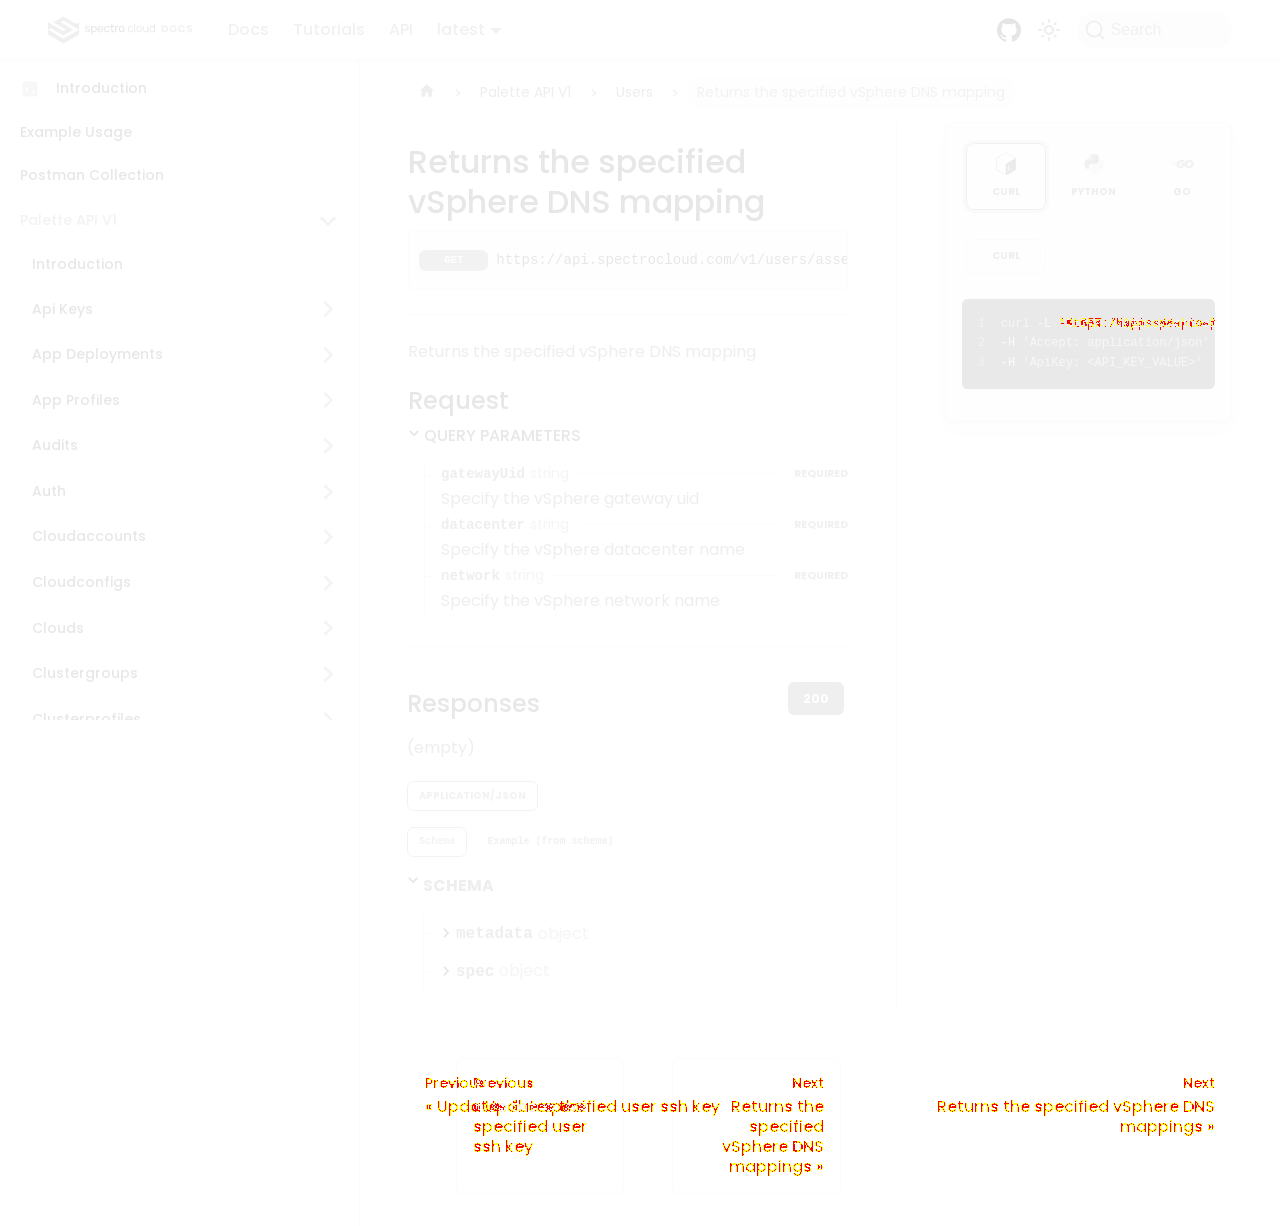 spectro cloud DOCS
Docs Tutorials API latest
Search
Introduction
Example Usage
Postman Collection
Palette API V1
Introduction
Api Keys
App Deployments
App Profiles
Audits
Auth
Cloudaccounts
Cloudconfigs
Clouds
Clustergroups
Clusterprofiles
Palette API V1 Users Returns the specified vSphere DNS mapping
Returns the specified
vSphere DNS mapping
GET https://api.spectrocloud.com/v1/users/asse
Returns the specified vSphere DNS mapping
Request
QUERY PARAMETERS
gatewayUid string REQUIRED
Specify the vSphere gateway uid
datacenter string REQUIRED
Specify the vSphere datacenter name
network string REQUIRED
Specify the vSphere network name
Responses
200
(empty)
APPLICATION/JSON
Schema Example (from schema)
SCHEMA
metadata object
spec object
CURL PYTHON GO
CURL
1 curl -L
2 -H 'Accept: application/json'
3 -H 'ApiKey: <API_KEY_VALUE>'
Previous
Previous
specified user ssh key
specified user
ssh key
Next
Returns the
specified
vSphere DNS
mappings »
Next
Returns the specified vSphere DNS
mappings »